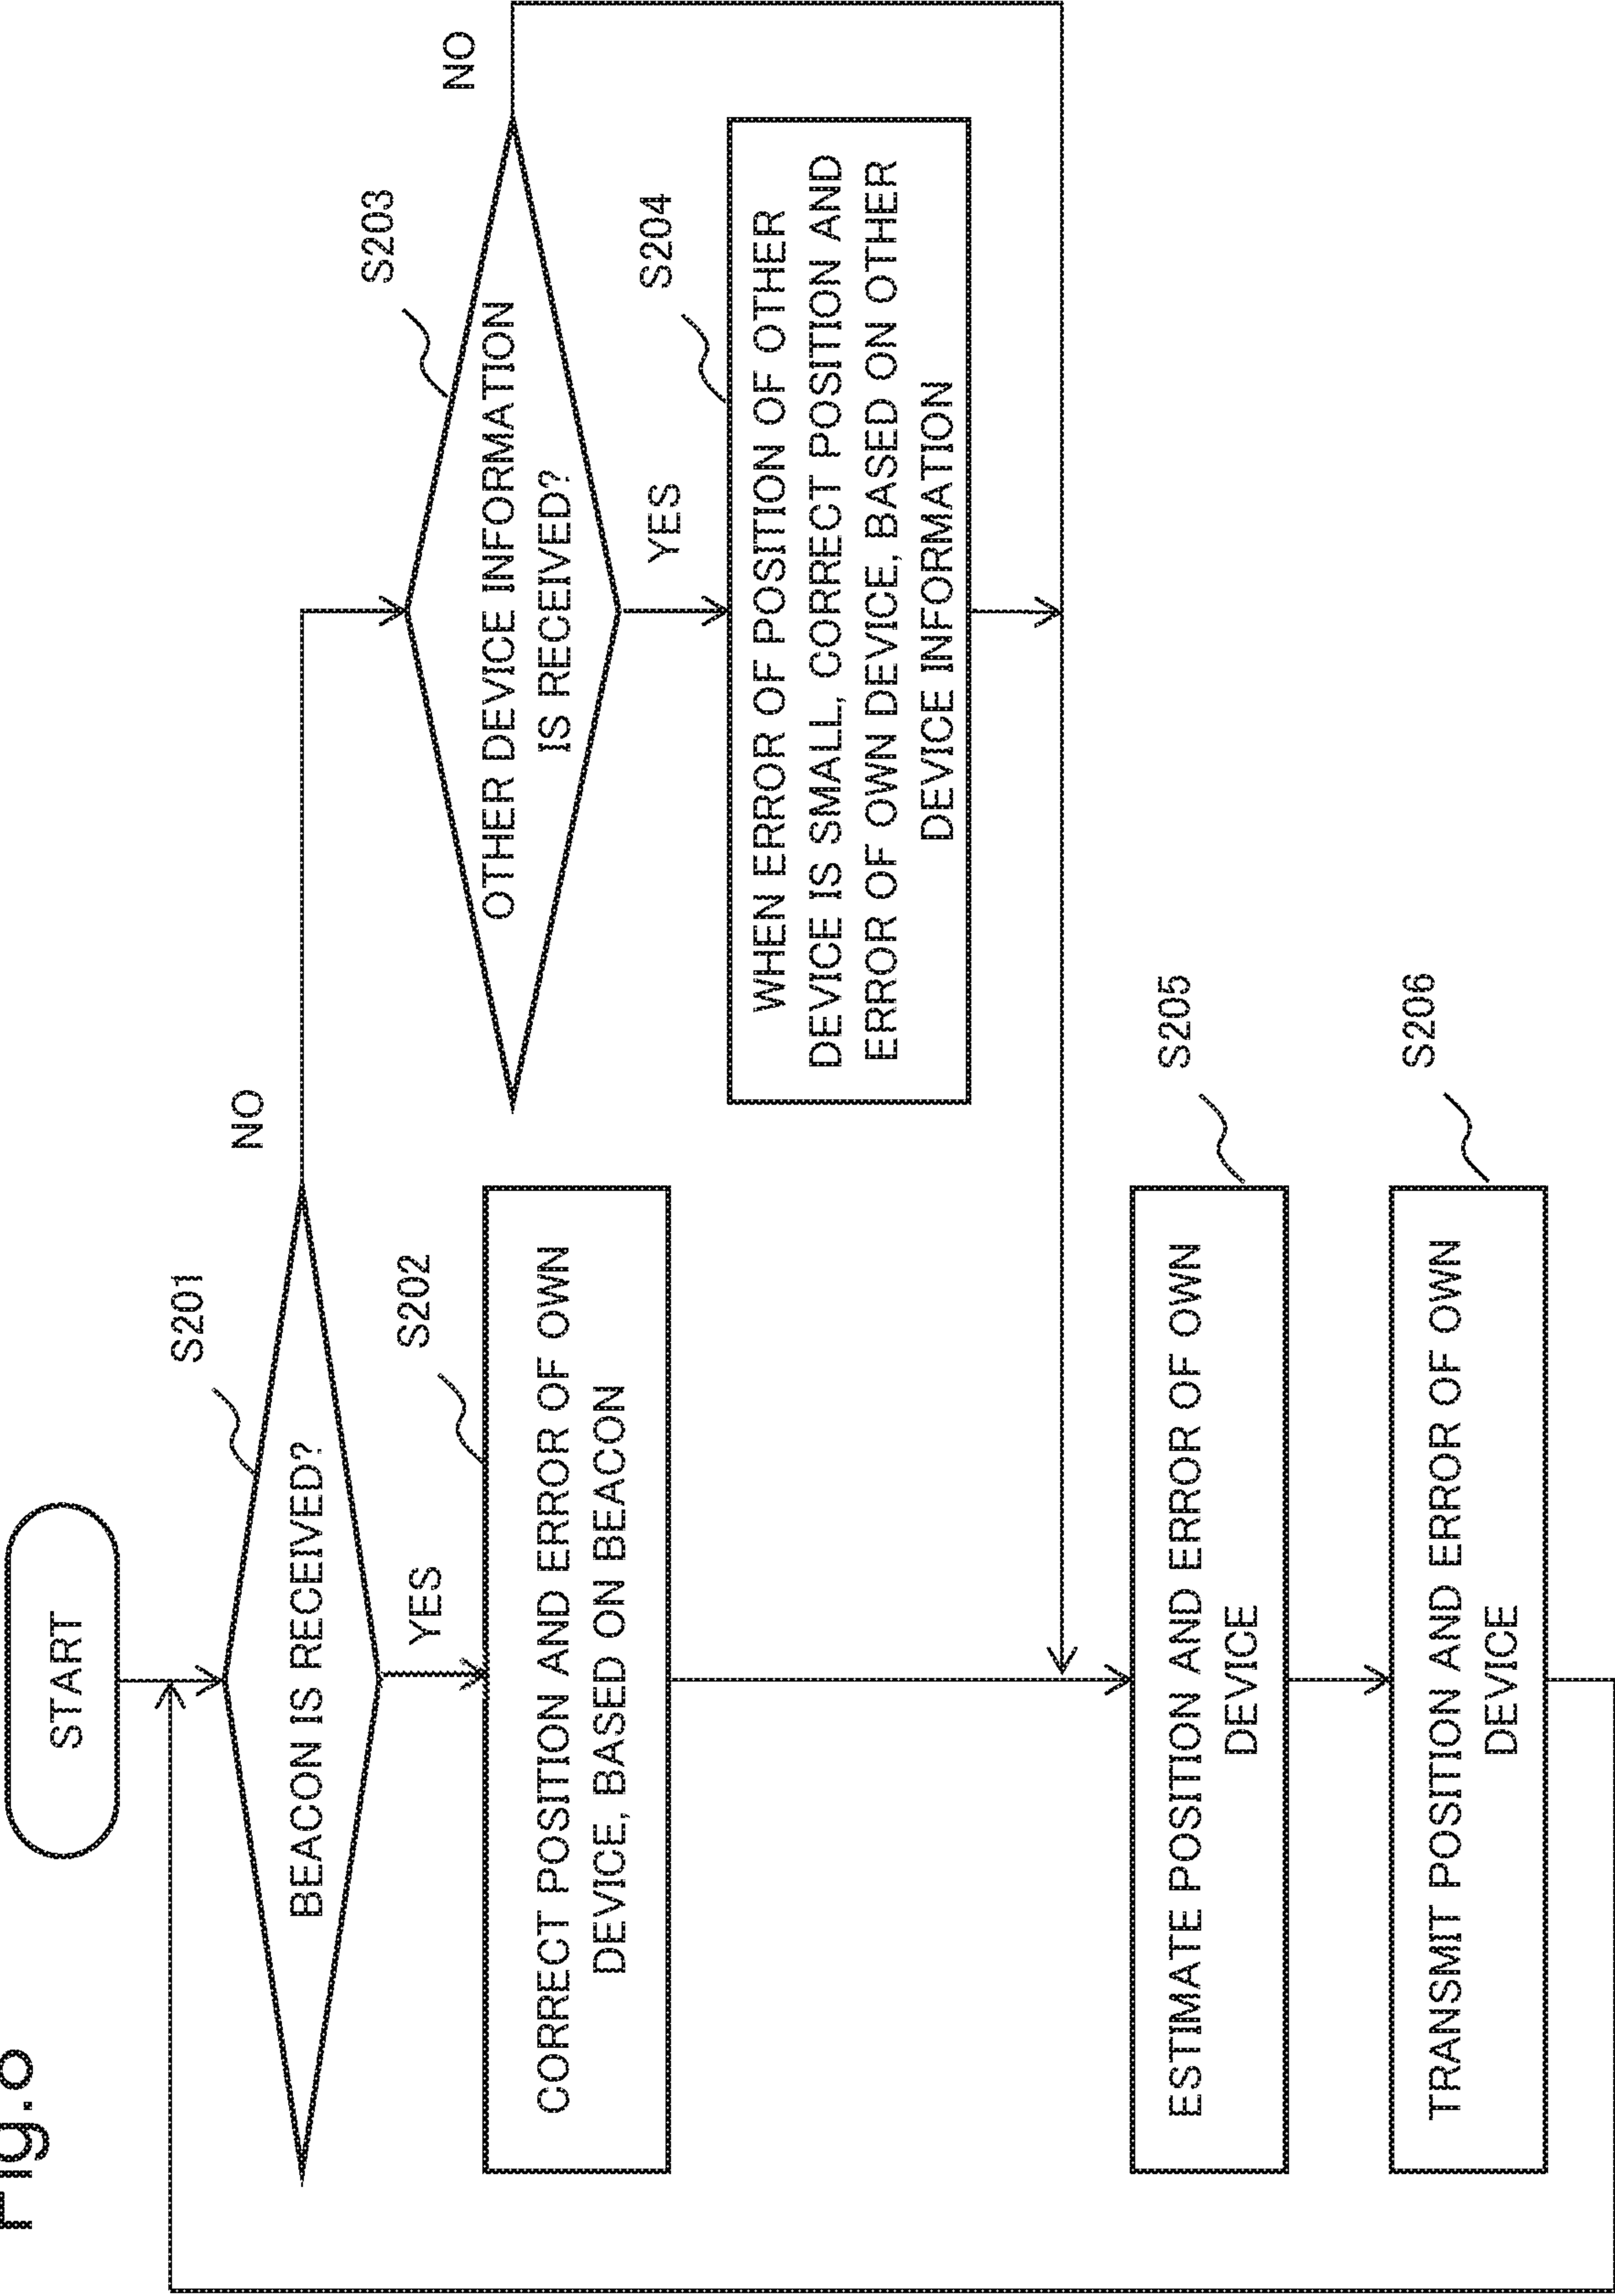 START
S201
BEACON IS RECEIVED?
NO
YES
S202
CORRECT POSITION AND ERROR OF OWN
DEVICE, BASED ON BEACON
S203
OTHER DEVICE INFORMATION
IS RECEIVED?
NO
YES
S204
WHEN ERROR OF POSITION OF OTHER
DEVICE IS SMALL, CORRECT POSITION AND
ERROR OF OWN DEVICE, BASED ON OTHER
DEVICE INFORMATION
S205
ESTIMATE POSITION AND ERROR OF OWN
DEVICE
S206
TRANSMIT POSITION AND ERROR OF OWN
DEVICE